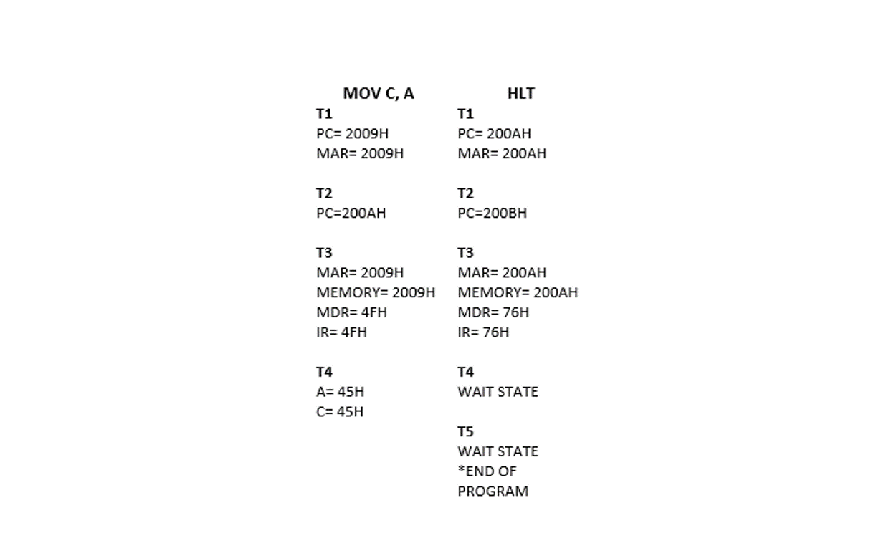 MOV C, A
T1
PC= 2009H
MAR= 2009H
T2
PC=200AH
T3
MAR= 2009H
MEMORY= 2009H
MDR= 4FH
IR= 4FH
T4
A= 45H
C= 45H
HLT
T1
PC= 200AH
MAR= 200AH
T2
PC=200BH
T3
MAR= 200AH
MEMORY= 200AH
MDR= 76H
IR= 76H
T4
WAIT STATE
T5
WAIT STATE
*END OF
PROGRAM